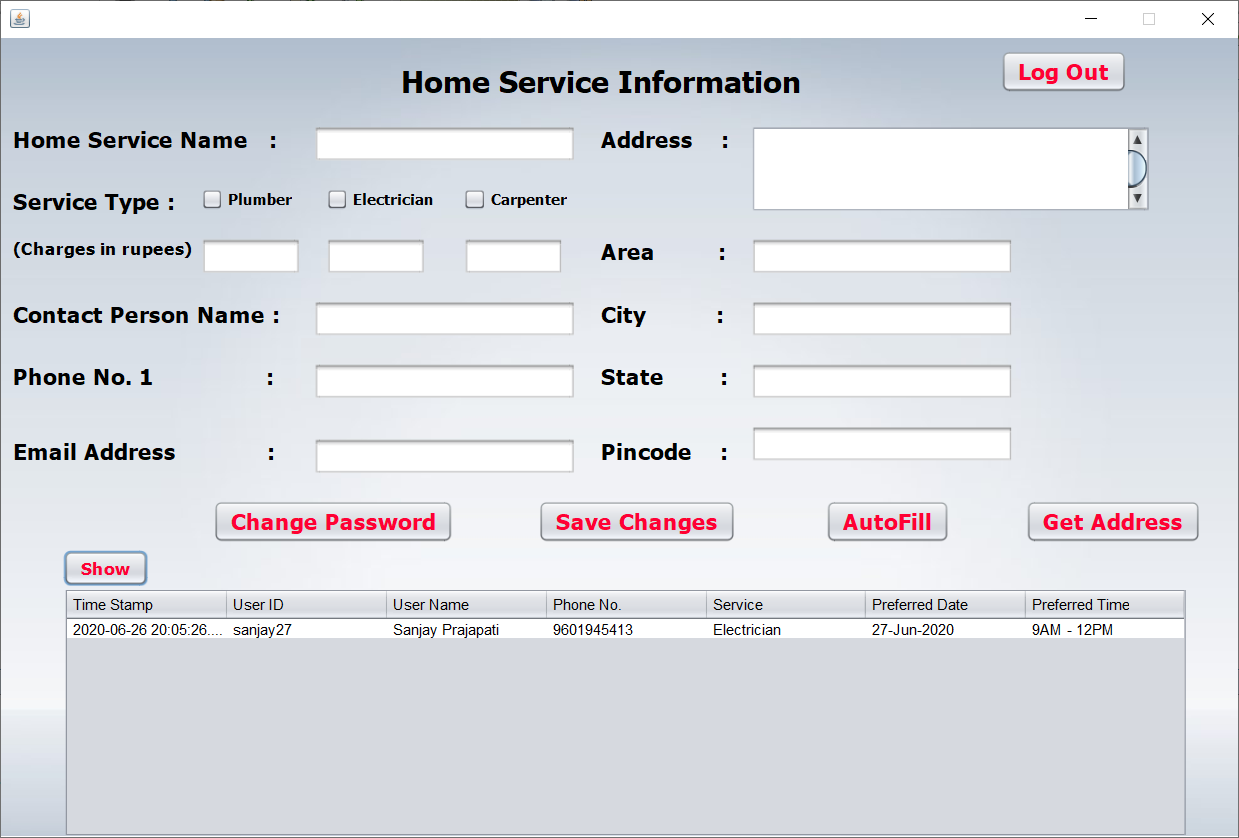 Home Service Information
Log Out
Home Service Name :
Address :
Service Type : Plumber Electrician Carpenter
(Charges in rupees)
Area :
Contact Person Name :
City :
Phone No. 1 :
State :
Email Address :
Pincode :
Change Password Save Changes AutoFill Get Address
Show
Time Stamp User ID User Name Phone No. Service Preferred Date Preferred Time
2020-06-26 20:05:26.... sanjay27 Sanjay Prajapati 9601945413 Electrician 27-Jun-2020 9AM - 12PM